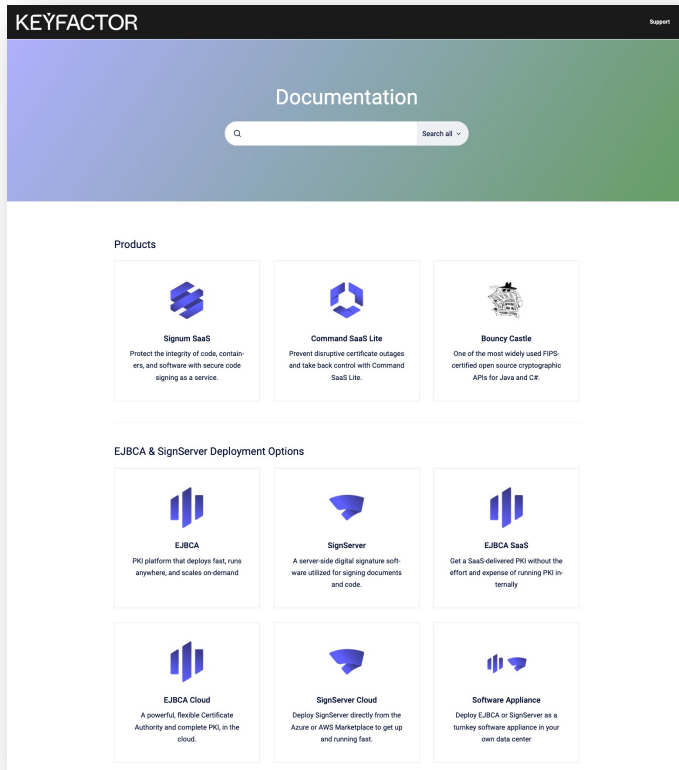 KEYFACTOR
Support
Documentation
Search all
Products
Signum SaaS
Protect the integrity of code, contain-
ers, and software with secure code
signing as a service.
Command SaaS Lite
Prevent disruptive certificate outages
and take back control with Command
SaaS Lite.
Bouncy Castle
One of the most widely used FIPS-
certified open source cryptographic
APIs for Java and C#.
EJBCA & SignServer Deployment Options
EJBCA
PKI platform that deploys fast, runs
anywhere, and scales on-demand
SignServer
A server-side digital signature soft-
ware utilized for signing documents
and code.
EJBCA SaaS
Get a SaaS-delivered PKI without the
effort and expense of running PKI in-
ternally
EJBCA Cloud
A powerful, flexible Certificate
Authority and complete PKI, in the
cloud.
SignServer Cloud
Deploy SignServer directly from the
Azure or AWS Marketplace to get up
and running fast.
Software Appliance
Deploy EJBCA or SignServer as a
turnkey software appliance in your
own data center